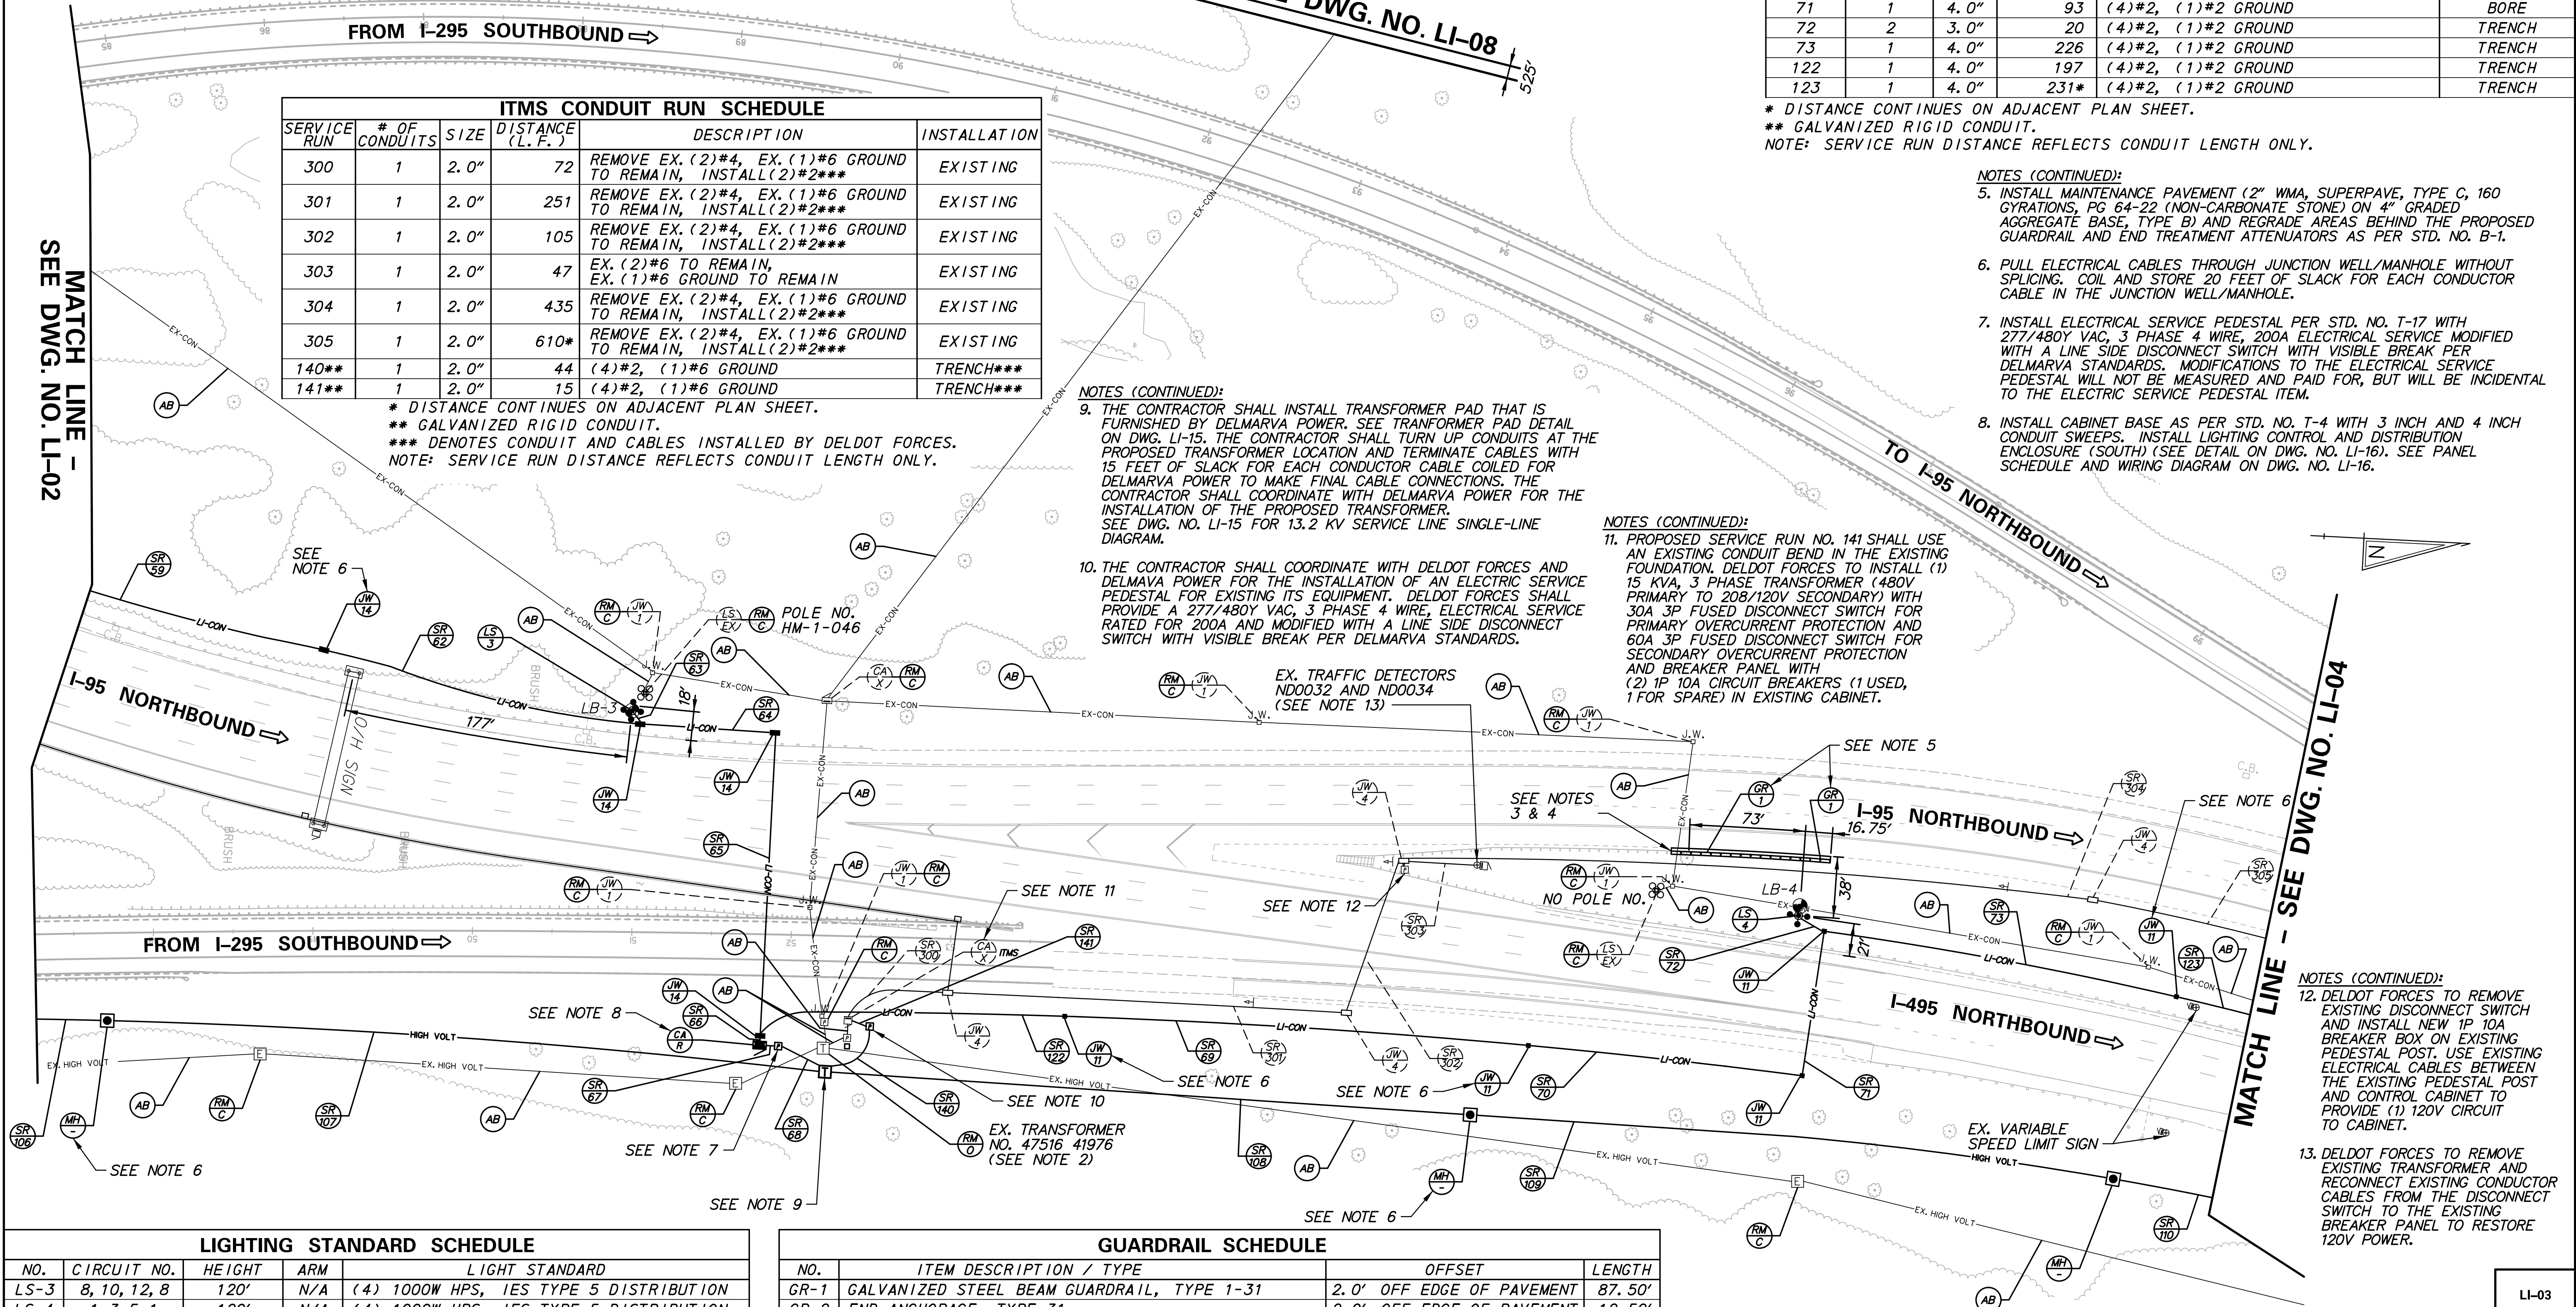 FROM I-295 SOUTHBOUND
SEE DWG. NO. LI-08
525'
MATCH LINE -
SEE DWG. NO. LI-02
ITMS CONDUIT RUN SCHEDULE
SERVICE RUN | # OF CONDUITS | SIZE | DISTANCE (L.F.) | DESCRIPTION | INSTALLATION
300 1 2.0" 72 REMOVE EX.(2)#4, EX.(1)#6 GROUND TO REMAIN, INSTALL(2)#2*** EXISTING
301 1 2.0" 251 REMOVE EX.(2)#4, EX.(1)#6 GROUND TO REMAIN, INSTALL(2)#2*** EXISTING
302 1 2.0" 105 REMOVE EX.(2)#4, EX.(1)#6 GROUND TO REMAIN, INSTALL(2)#2*** EXISTING
303 1 2.0" 47 EX.(2)#6 TO REMAIN, EX.(1)#6 GROUND TO REMAIN EXISTING
304 1 2.0" 435 REMOVE EX.(2)#4, EX.(1)#6 GROUND TO REMAIN, INSTALL(2)#2*** EXISTING
305 1 2.0" 610* REMOVE EX.(2)#4, EX.(1)#6 GROUND TO REMAIN, INSTALL(2)#2*** EXISTING
140** 1 2.0" 44 (4)#2, (1)#6 GROUND TRENCH***
141** 1 2.0" 15 (4)#2, (1)#6 GROUND TRENCH***
* DISTANCE CONTINUES ON ADJACENT PLAN SHEET.
** GALVANIZED RIGID CONDUIT.
*** DENOTES CONDUIT AND CABLES INSTALLED BY DELDOT FORCES.
NOTE: SERVICE RUN DISTANCE REFLECTS CONDUIT LENGTH ONLY.
71 1 4.0" 93 (4)#2, (1)#2 GROUND BORE
72 2 3.0" 20 (4)#2, (1)#2 GROUND TRENCH
73 1 4.0" 226 (4)#2, (1)#2 GROUND TRENCH
122 1 4.0" 197 (4)#2, (1)#2 GROUND TRENCH
123 1 4.0" 231* (4)#2, (1)#2 GROUND TRENCH
* DISTANCE CONTINUES ON ADJACENT PLAN SHEET.
** GALVANIZED RIGID CONDUIT.
NOTE: SERVICE RUN DISTANCE REFLECTS CONDUIT LENGTH ONLY.
NOTES (CONTINUED):
5. INSTALL MAINTENANCE PAVEMENT (2" WMA, SUPERPAVE, TYPE C, 160
GYRATIONS, PG 64-22 (NON-CARBONATE STONE) ON 4" GRADED
AGGREGATE BASE, TYPE B) AND REGRADE AREAS BEHIND THE PROPOSED
GUARDRAIL AND END TREATMENT ATTENUATORS AS PER STD. NO. B-1.
6. PULL ELECTRICAL CABLES THROUGH JUNCTION WELL/MANHOLE WITHOUT
SPLICING. COIL AND STORE 20 FEET OF SLACK FOR EACH CONDUCTOR
CABLE IN THE JUNCTION WELL/MANHOLE.
7. INSTALL ELECTRICAL SERVICE PEDESTAL PER STD. NO. T-17 WITH
277/480Y VAC, 3 PHASE 4 WIRE, 200A ELECTRICAL SERVICE MODIFIED
WITH A LINE SIDE DISCONNECT SWITCH WITH VISIBLE BREAK PER
DELMARVA STANDARDS. MODIFICATIONS TO THE ELECTRICAL SERVICE
PEDESTAL WILL NOT BE MEASURED AND PAID FOR, BUT WILL BE INCIDENTAL
TO THE ELECTRIC SERVICE PEDESTAL ITEM.
8. INSTALL CABINET BASE AS PER STD. NO. T-4 WITH 3 INCH AND 4 INCH
CONDUIT SWEEPS. INSTALL LIGHTING CONTROL AND DISTRIBUTION
ENCLOSURE (SOUTH) (SEE DETAIL ON DWG. NO. LI-16). SEE PANEL
SCHEDULE AND WIRING DIAGRAM ON DWG. NO. LI-16.
NOTES (CONTINUED):
9. THE CONTRACTOR SHALL INSTALL TRANSFORMER PAD THAT IS
FURNISHED BY DELMARVA POWER. SEE TRANFORMER PAD DETAIL
ON DWG. LI-15. THE CONTRACTOR SHALL TURN UP CONDUITS AT THE
PROPOSED TRANSFORMER LOCATION AND TERMINATE CABLES WITH
15 FEET OF SLACK FOR EACH CONDUCTOR CABLE COILED FOR
DELMARVA POWER TO MAKE FINAL CABLE CONNECTIONS. THE
CONTRACTOR SHALL COORDINATE WITH DELMARVA POWER FOR THE
INSTALLATION OF THE PROPOSED TRANSFORMER.
SEE DWG. NO. LI-15 FOR 13.2 KV SERVICE LINE SINGLE-LINE
DIAGRAM.
10. THE CONTRACTOR SHALL COORDINATE WITH DELDOT FORCES AND
DELMAVA POWER FOR THE INSTALLATION OF AN ELECTRIC SERVICE
PEDESTAL FOR EXISTING ITS EQUIPMENT. DELDOT FORCES SHALL
PROVIDE A 277/480Y VAC, 3 PHASE 4 WIRE, ELECTRICAL SERVICE
RATED FOR 200A AND MODIFIED WITH A LINE SIDE DISCONNECT
SWITCH WITH VISIBLE BREAK PER DELMARVA STANDARDS.
NOTES (CONTINUED):
11. PROPOSED SERVICE RUN NO. 141 SHALL USE
AN EXISTING CONDUIT BEND IN THE EXISTING
FOUNDATION. DELDOT FORCES TO INSTALL (1)
15 KVA, 3 PHASE TRANSFORMER (480V
PRIMARY TO 208/120V SECONDARY) WITH
30A 3P FUSED DISCONNECT SWITCH FOR
PRIMARY OVERCURRENT PROTECTION AND
60A 3P FUSED DISCONNECT SWITCH FOR
SECONDARY OVERCURRENT PROTECTION
AND BREAKER PANEL WITH
(2) 1P 10A CIRCUIT BREAKERS (1 USED,
1 FOR SPARE) IN EXISTING CABINET.
TO I-95 NORTHBOUND
N
SEE NOTE 6
POLE NO. HM-1-046
LB-3
18'
177'
O/H SIGN
I-95 NORTHBOUND
EX. TRAFFIC DETECTORS
ND0032 AND ND0034
(SEE NOTE 13)
SEE NOTE 5
SEE NOTES
3 & 4
73'
16.75'
I-95 NORTHBOUND
SEE NOTE 6
MATCH LINE - SEE DWG. NO. LI-04
SEE NOTE 11
SEE NOTE 12
NO POLE NO.
LB-4
38'
21'
FROM I-295 SOUTHBOUND
SEE NOTE 8
I-495 NORTHBOUND
HIGH VOLT
EX. HIGH VOLT
SEE NOTE 6
SEE NOTE 6
SEE NOTE 10
SEE NOTE 7
EX. TRANSFORMER
NO. 47516 41976
(SEE NOTE 2)
SEE NOTE 6
SEE NOTE 9
SEE NOTE 6
EX. VARIABLE
SPEED LIMIT SIGN
HIGH VOLT
NOTES (CONTINUED):
12. DELDOT FORCES TO REMOVE
EXISTING DISCONNECT SWITCH
AND INSTALL NEW 1P 10A
BREAKER BOX ON EXISTING
PEDESTAL POST. USE EXISTING
ELECTRICAL CABLES BETWEEN
THE EXISTING PEDESTAL POST
AND CONTROL CABINET TO
PROVIDE (1) 120V CIRCUIT
TO CABINET.
13. DELDOT FORCES TO REMOVE
EXISTING TRANSFORMER AND
RECONNECT EXISTING CONDUCTOR
CABLES FROM THE DISCONNECT
SWITCH TO THE EXISTING
BREAKER PANEL TO RESTORE
120V POWER.
LIGHTING STANDARD SCHEDULE
NO. | CIRCUIT NO. | HEIGHT | ARM | LIGHT STANDARD
LS-3 8,10,12,8 120' N/A (4) 1000W HPS, IES TYPE 5 DISTRIBUTION
GUARDRAIL SCHEDULE
NO. | ITEM DESCRIPTION / TYPE | OFFSET | LENGTH
GR-1 GALVANIZED STEEL BEAM GUARDRAIL, TYPE 1-31 2.0' OFF EDGE OF PAVEMENT 87.50'
LI-03